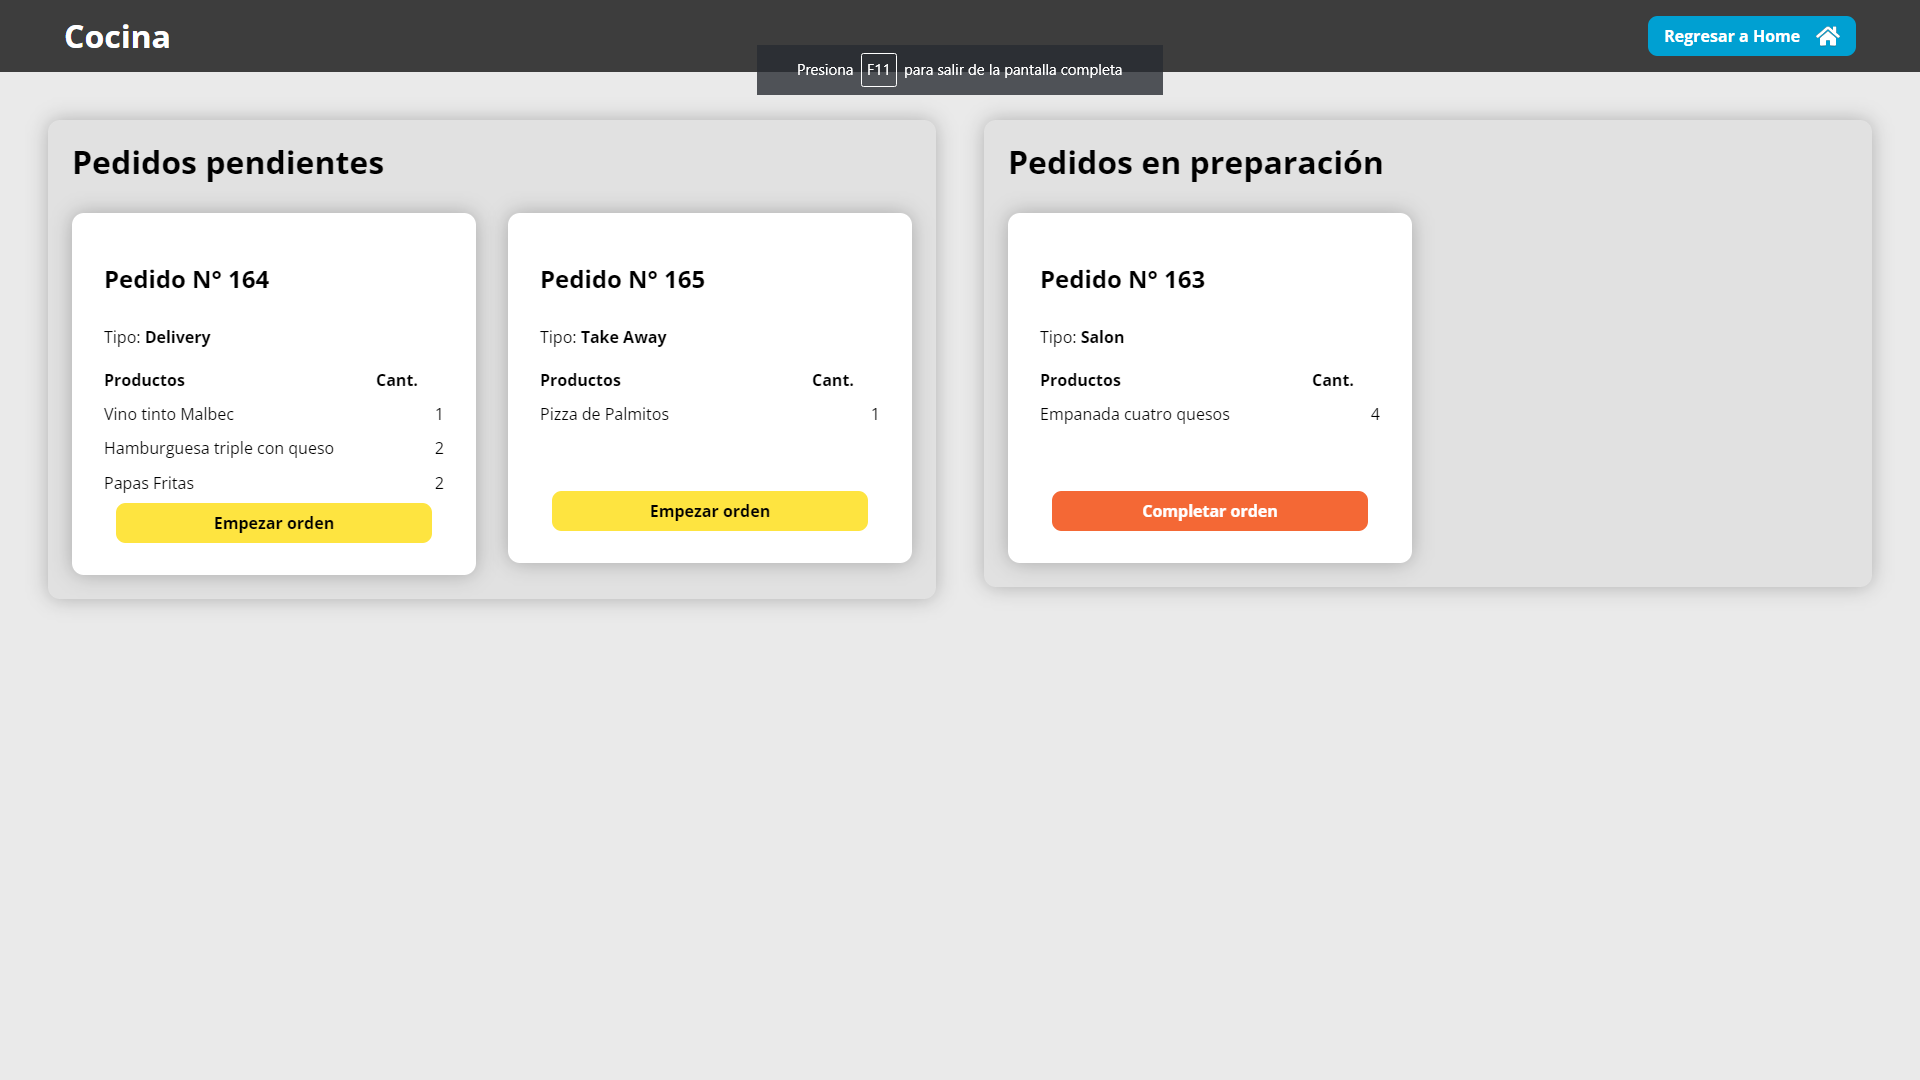 Cocina
Regresar a Home
Presiona F11 para salir de la pantalla completa
Pedidos pendientes
Pedido N° 164
Tipo: Delivery
Productos Cant.
Vino tinto Malbec 1
Hamburguesa triple con queso 2
Papas Fritas 2
Empezar orden
Pedido N° 165
Tipo: Take Away
Productos Cant.
Pizza de Palmitos 1
Empezar orden
Pedidos en preparación
Pedido N° 163
Tipo: Salon
Productos Cant.
Empanada cuatro quesos 4
Completar orden